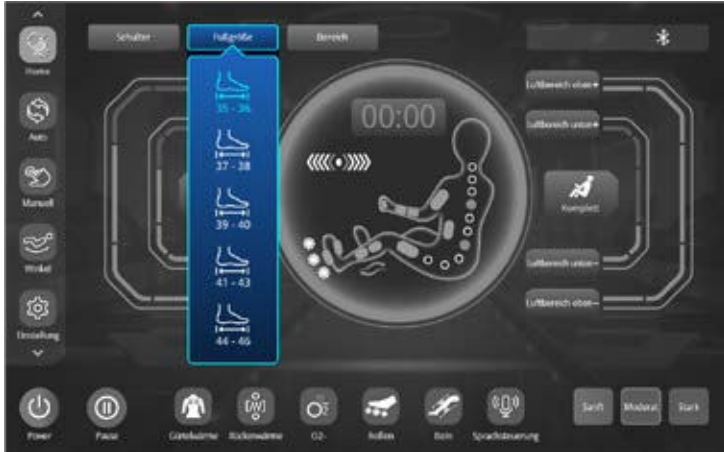 Schulter
Fußgröße
Bereich
Home
Auto
Manuell
Winkel
Einstellung
35 - 36
37 - 38
39 - 40
41 - 43
44 - 46
00:00
Luftbereich oben+
Luftbereich unten+
Komplett
Luftbereich unten-
Luftbereich oben-
Power
Pause
Rückenwärme
O2-
Rollen
Bein
Sprachsteuerung
Sanft
Moderat
Stark